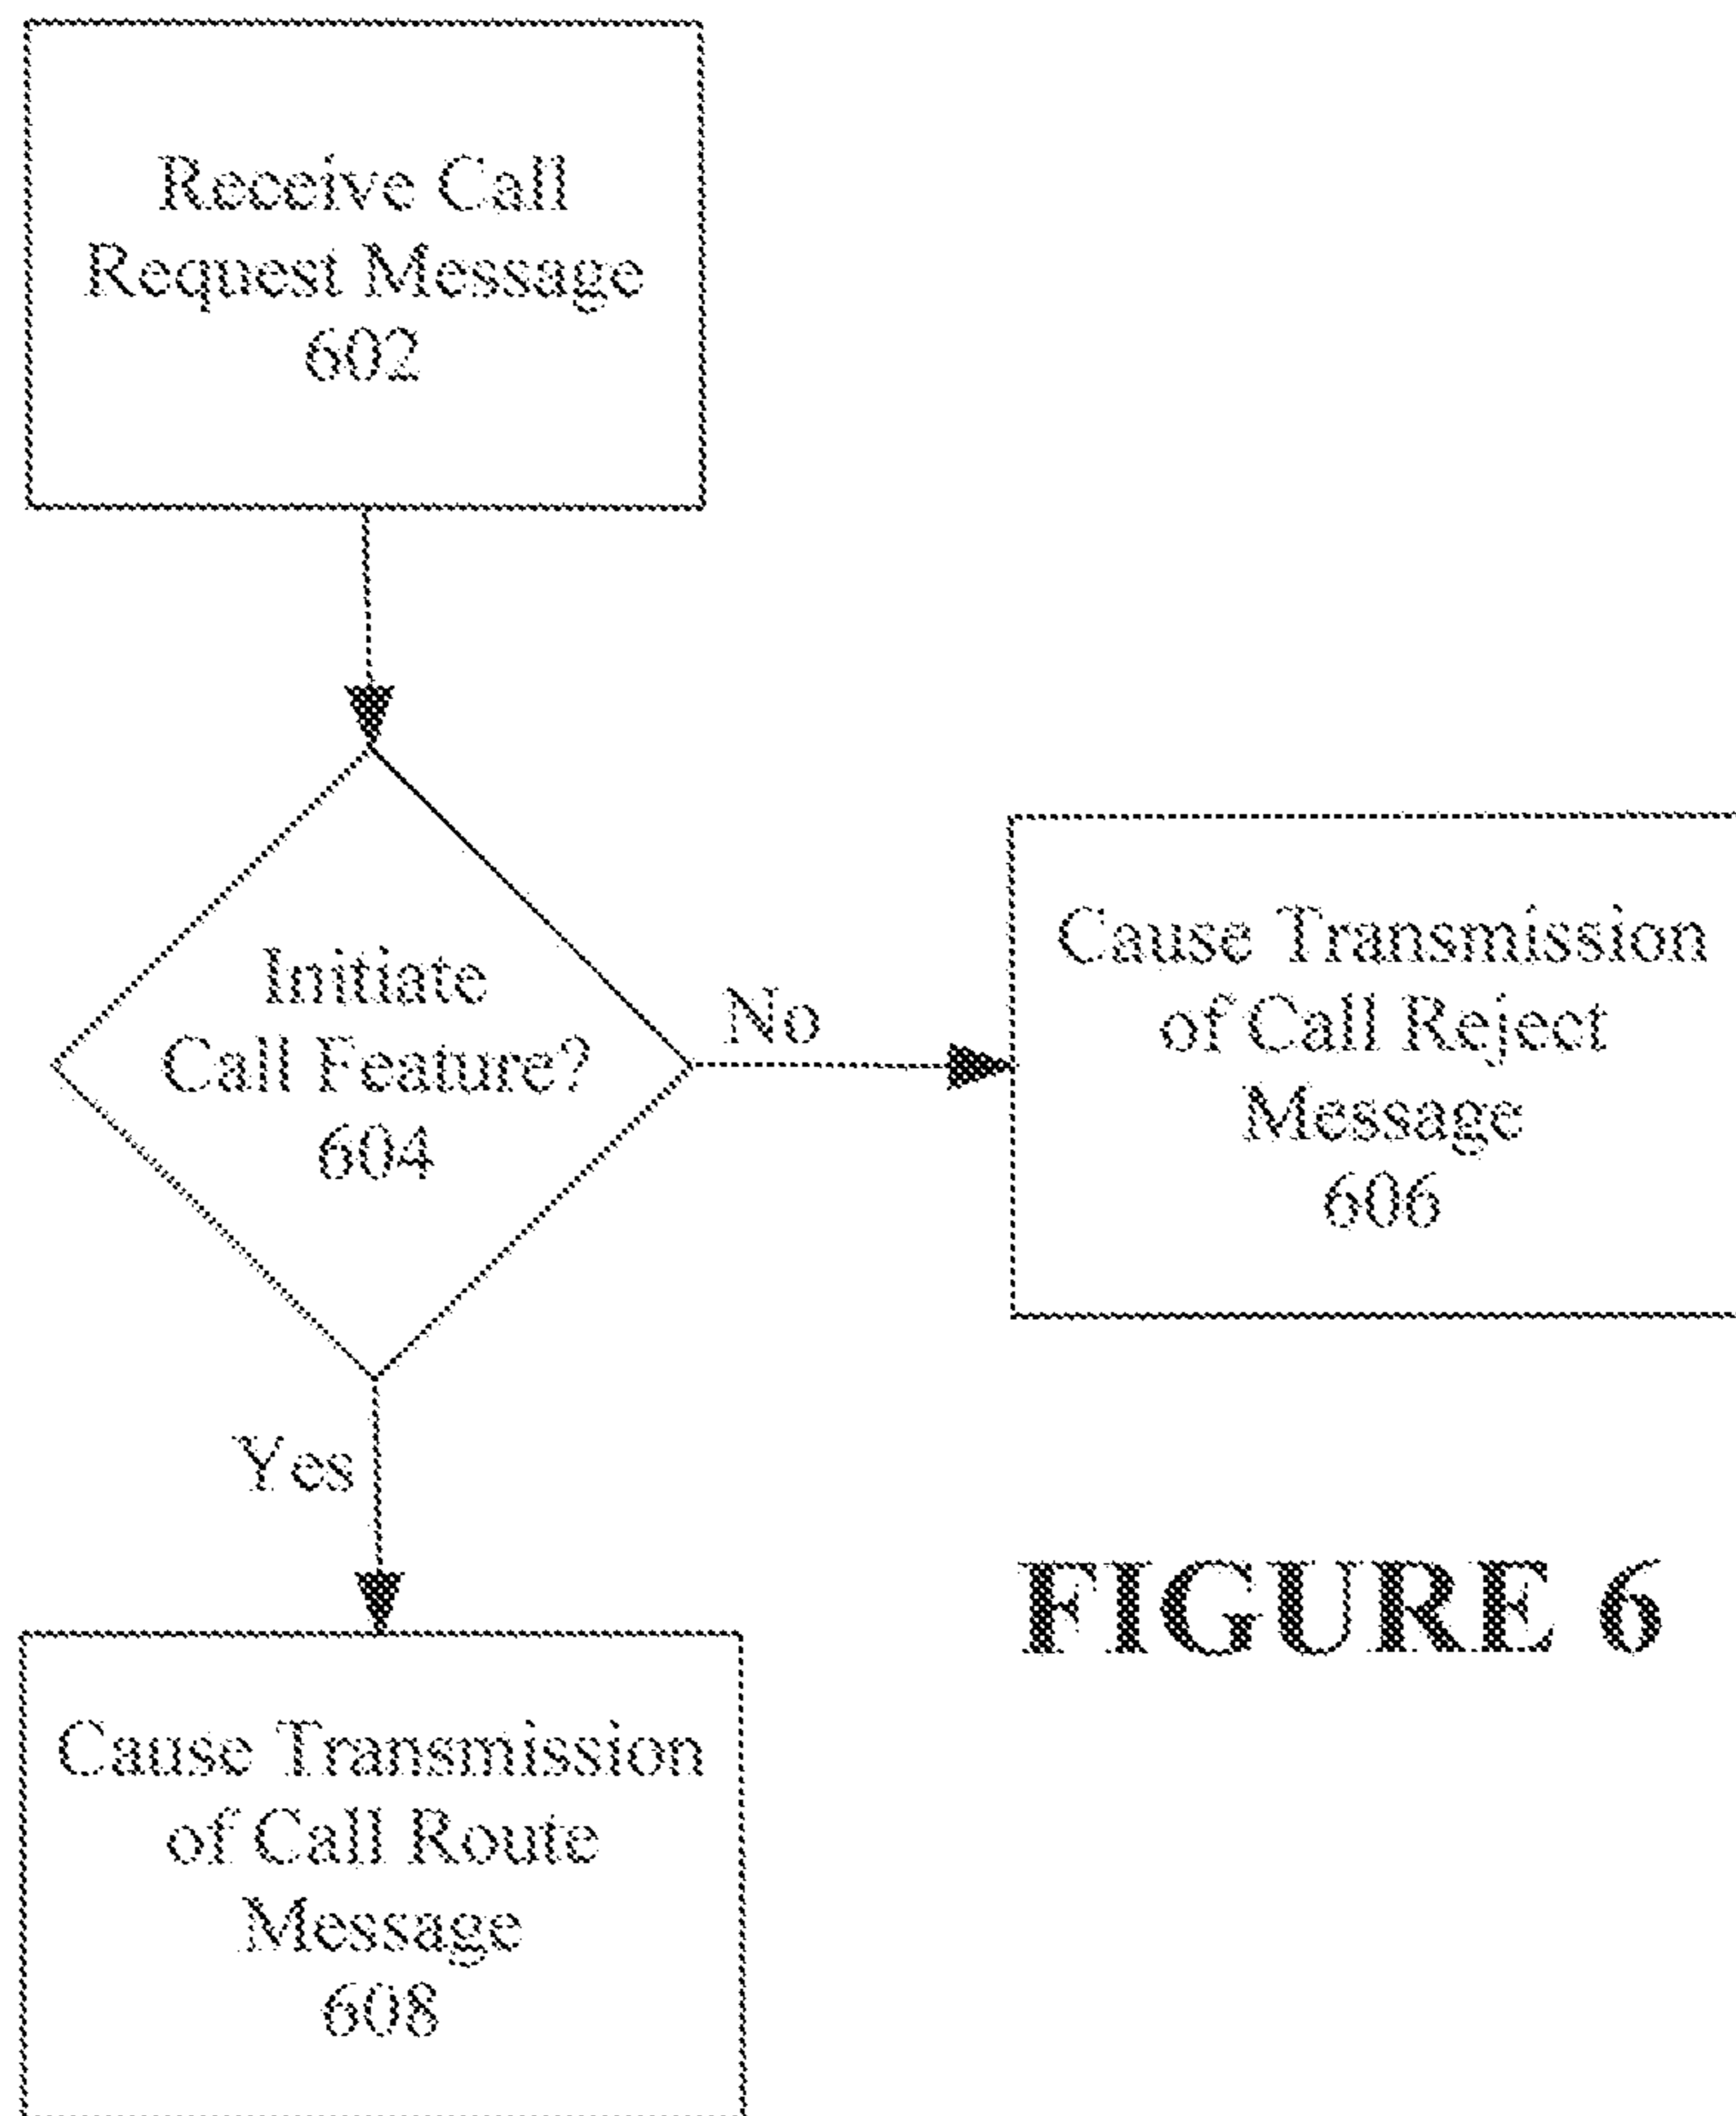 Receive Call
Request Message
602
Initiate
Call Feature?
604
No
Cause Transmission
of Call Reject
Message
606
Yes
Cause Transmission
of Call Route
Message
608
FIGURE 6